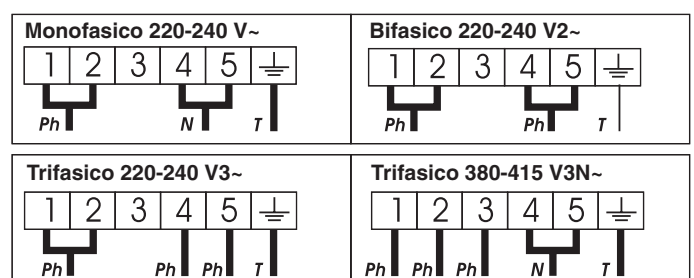 Monofasico 220-240 V~
1 2 3 4 5
Ph N T
Bifasico 220-240 V2~
1 2 3 4 5
Ph Ph T
Trifasico 220-240 V3~
1 2 3 4 5
Ph Ph Ph T
Trifasico 380-415 V3N~
1 2 3 4 5
Ph Ph Ph N T